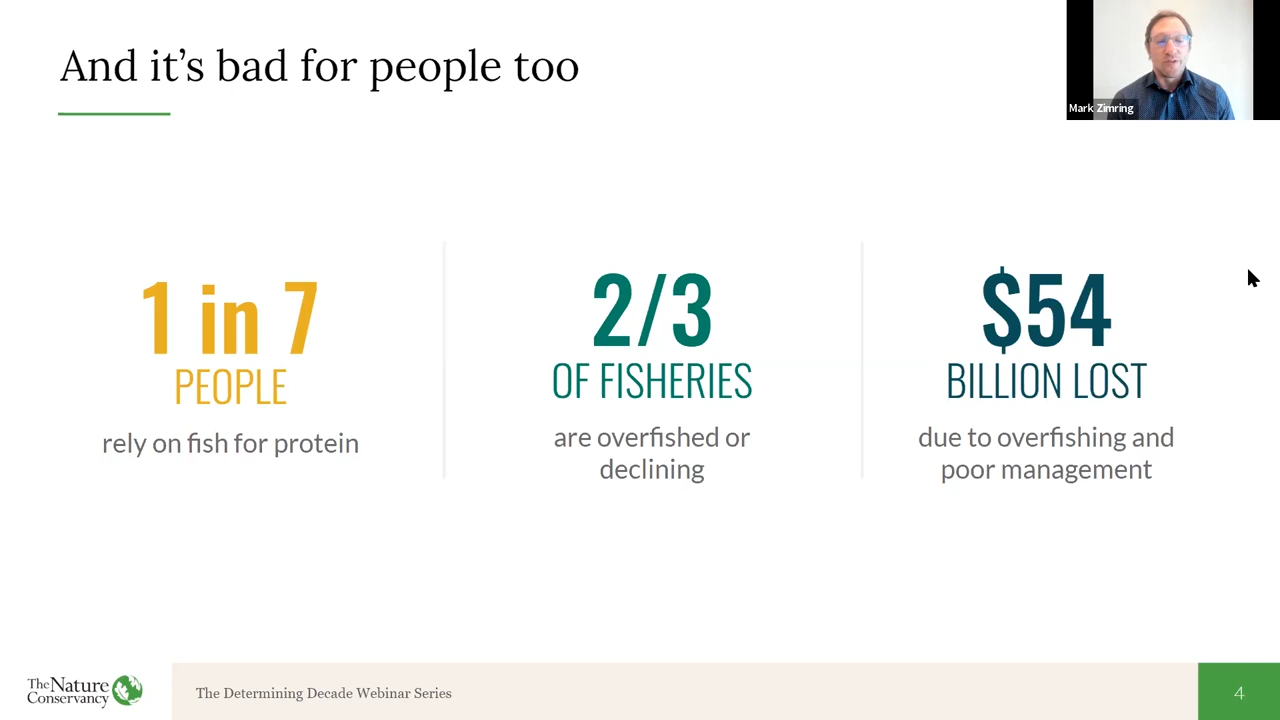 And it’s bad for people too
Mark Zimring
1 in 7
PEOPLE
rely on fish for protein
2/3
OF FISHERIES
are overfished or
declining
$54
BILLION LOST
due to overfishing and
poor management
The Nature
Conservancy
The Determining Decade Webinar Series
4